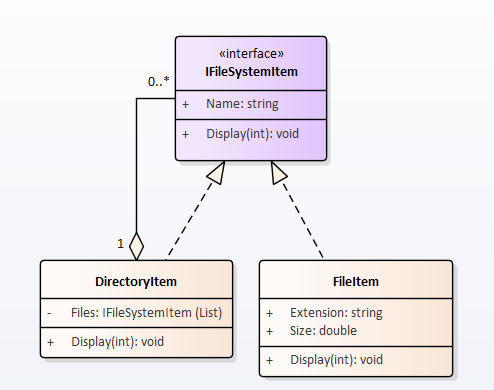 «interface»
IFileSystemItem
0..*
+ Name: string
+ Display(int): void
1
DirectoryItem
- Files: IFileSystemItem (List)
+ Display(int): void
FileItem
+ Extension: string
+ Size: double
+ Display(int): void